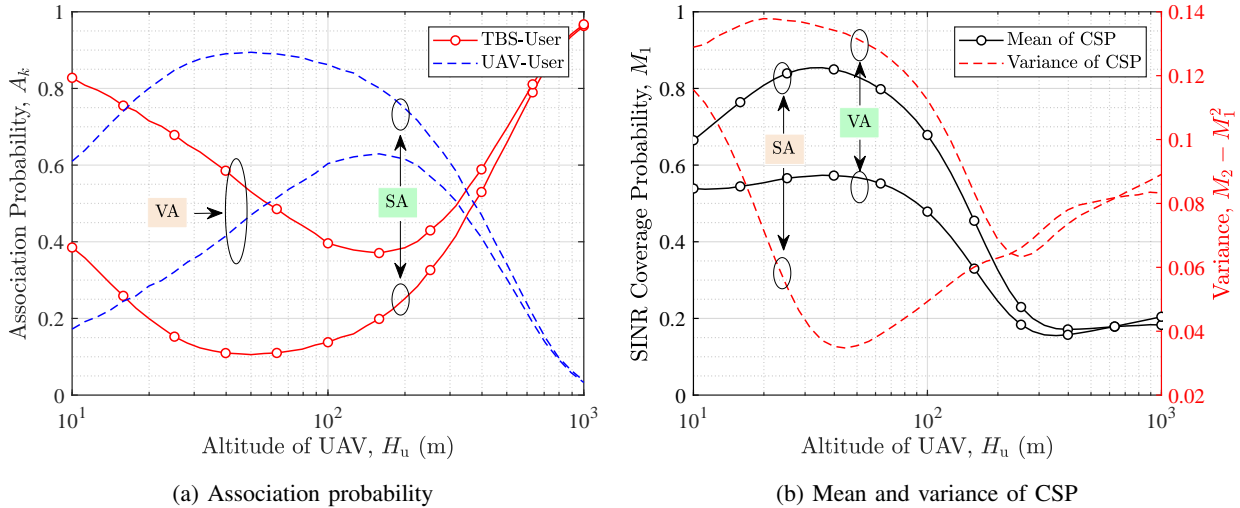 1
0.8
0.6
0.4
0.2
0
Association Probability, A_k
TBS-User
UAV-User
VA
SA
10^1
10^2
10^3
Altitude of UAV, H_u (m)
(a) Association probability
1
0.8
0.6
0.4
0.2
0
SINR Coverage Probability, M_1
Mean of CSP
Variance of CSP
SA
VA
0.14
0.12
0.1
0.08
0.06
0.04
0.02
Variance, M_2 − M_1^2
10^1
10^2
10^3
Altitude of UAV, H_u (m)
(b) Mean and variance of CSP